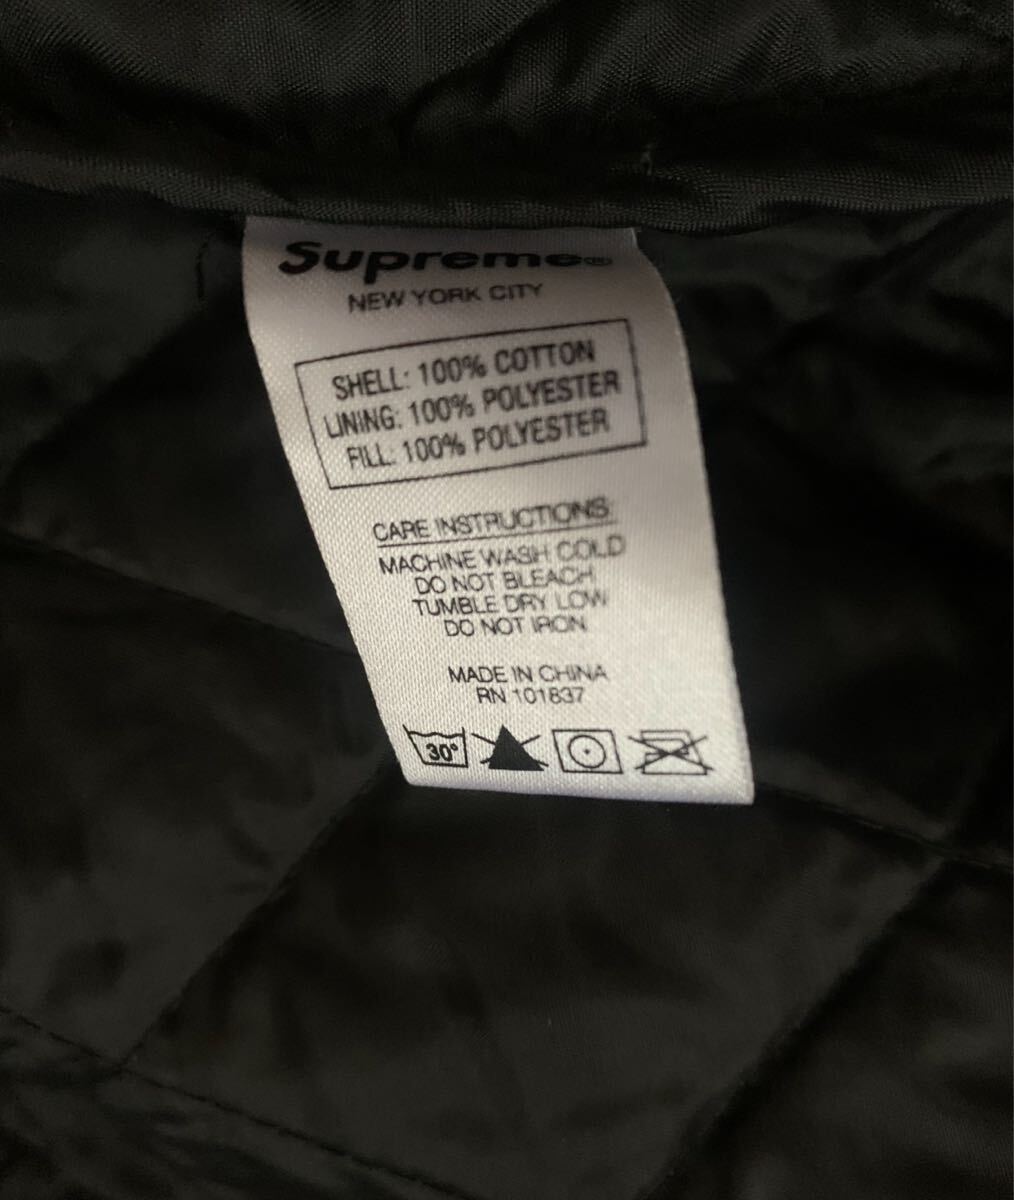 Supreme®
NEW YORK CITY
SHELL: 100% COTTON
LINING: 100% POLYESTER
FILL: 100% POLYESTER
CARE INSTRUCTIONS:
MACHINE WASH COLD
DO NOT BLEACH
TUMBLE DRY LOW
DO NOT IRON
MADE IN CHINA
RN 101837
30°